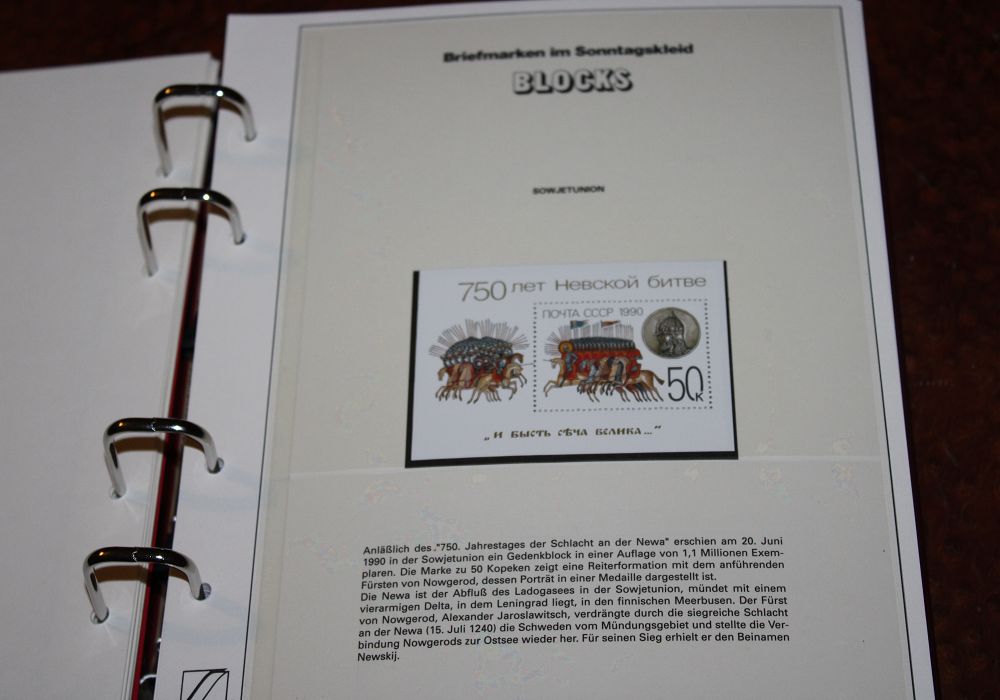 Briefmarken im Sonntagskleid
BLOCKS
SOWJETUNION
750 лет Невской битве
ПОЧТА СССР 1990
50к
„И БЫСТЬ СѢЧА ВЕЛИКА..."
Anläßlich des "750. Jahrestages der Schlacht an der Newa" erschien am 20. Juni
1990 in der Sowjetunion ein Gedenkblock in einer Auflage von 1,1 Millionen Exem-
plaren. Die Marke zu 50 Kopeken zeigt eine Reiterformation mit dem anführenden
Fürsten von Nowgerod, dessen Porträt in einer Medaille dargestellt ist.
Die Newa ist der Abfluß des Ladogasees in der Sowjetunion, mündet mit einem
vierarmigen Delta, in dem Leningrad liegt, in den finnischen Meerbusen. Der Fürst
von Nowgerod, Alexander Jaroslawitsch, verdrängte durch die siegreiche Schlacht
an der Newa (15. Juli 1240) die Schweden vom Mündungsgebiet und stellte die Ver-
bindung Nowgerods zur Ostsee wieder her. Für seinen Sieg erhielt er den Beinamen
Newskij.